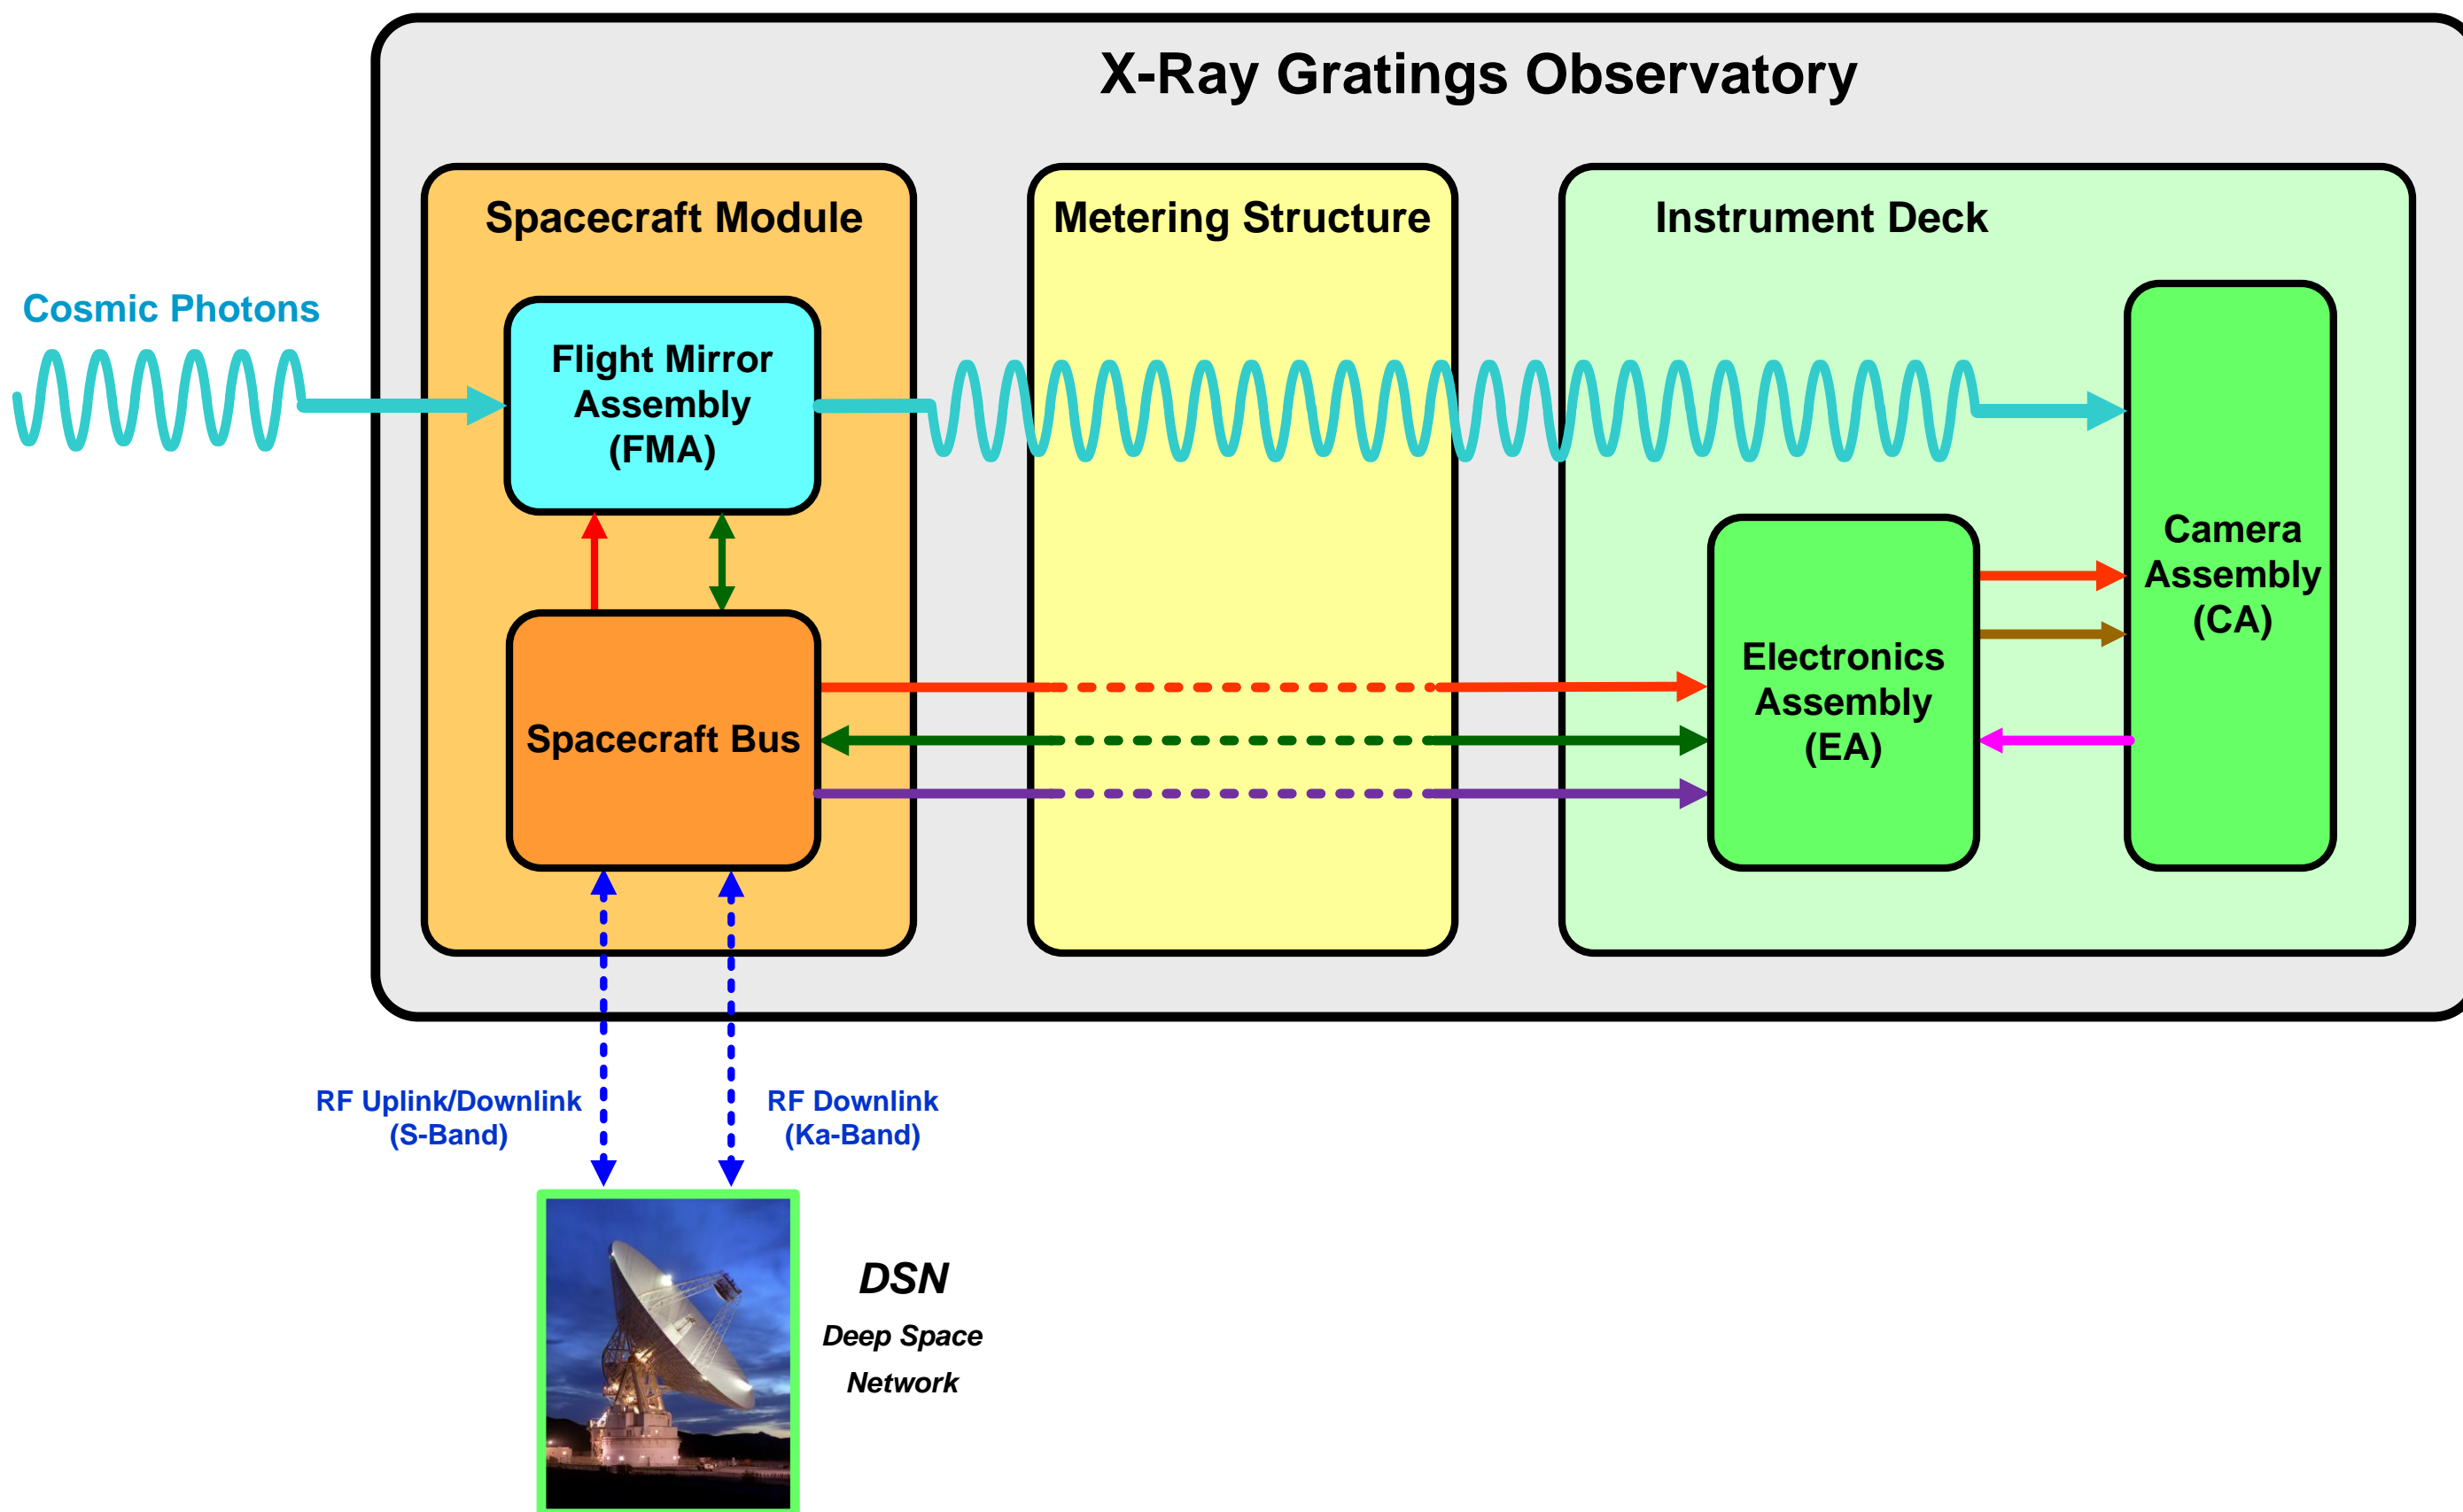 X-Ray Gratings Observatory
Spacecraft Module
Metering Structure
Instrument Deck
Cosmic Photons
Flight Mirror
Assembly
(FMA)
Camera
Assembly
(CA)
Electronics
Assembly
(EA)
Spacecraft Bus
RF Uplink/Downlink
(S-Band)
RF Downlink
(Ka-Band)
DSN
Deep Space
Network